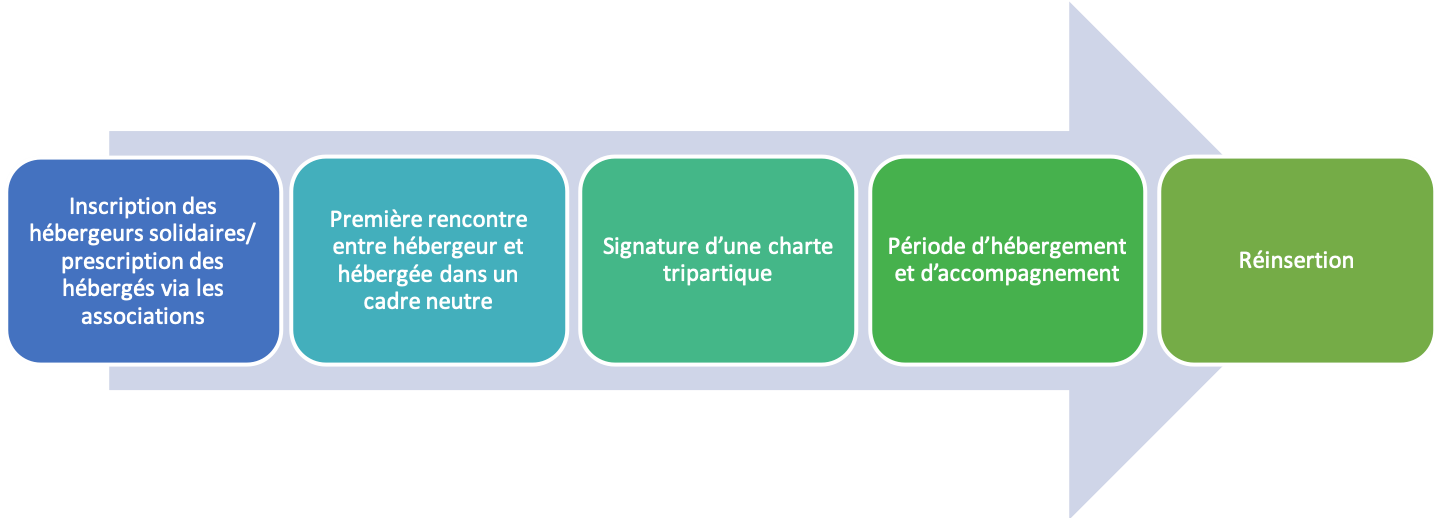 Inscription des
hébergeurs solidaires/
prescription des
hébergés via les
associations
Première rencontre
entre hébergeur et
hébergée dans un
cadre neutre
Signature d’une charte
tripartique
Période d’hébergement
et d’accompagnement
Réinsertion